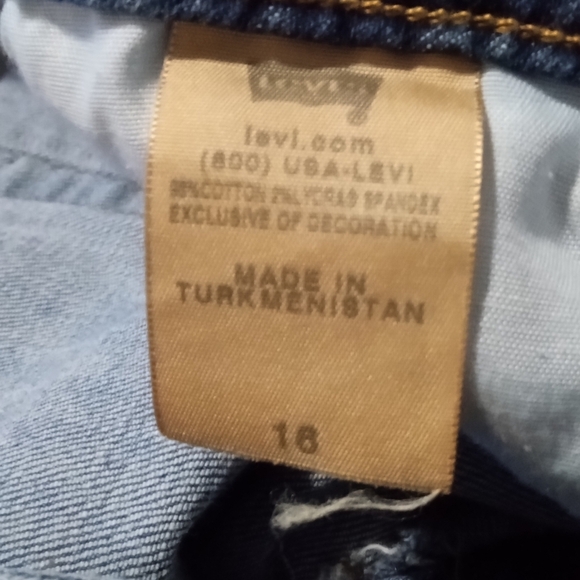 Levi's
levi.com
(800) USA-LEVI
98% COTTON 2% LYCRA® SPANDEX
EXCLUSIVE OF DECORATION
MADE IN
TURKMENISTAN
16